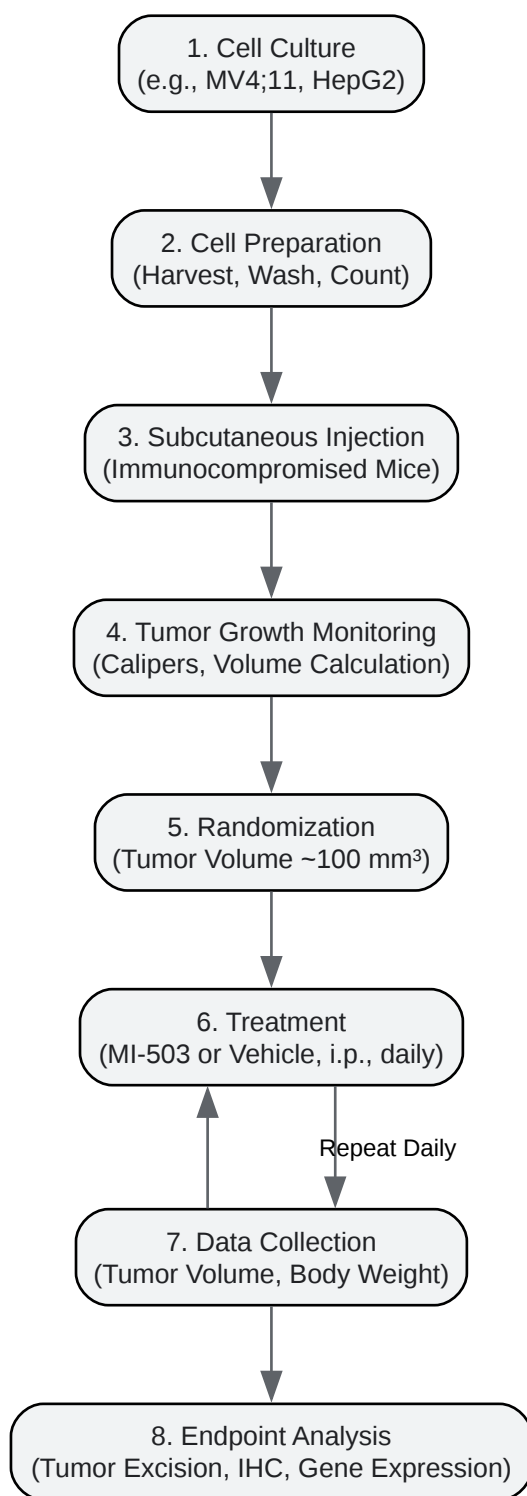 1. Cell Culture
(e.g., MV4;11, HepG2)
2. Cell Preparation
(Harvest, Wash, Count)
3. Subcutaneous Injection
(Immunocompromised Mice)
4. Tumor Growth Monitoring
(Calipers, Volume Calculation)
5. Randomization
(Tumor Volume ~100 mm³)
6. Treatment
(MI-503 or Vehicle, i.p., daily)
Repeat Daily
7. Data Collection
(Tumor Volume, Body Weight)
8. Endpoint Analysis
(Tumor Excision, IHC, Gene Expression)